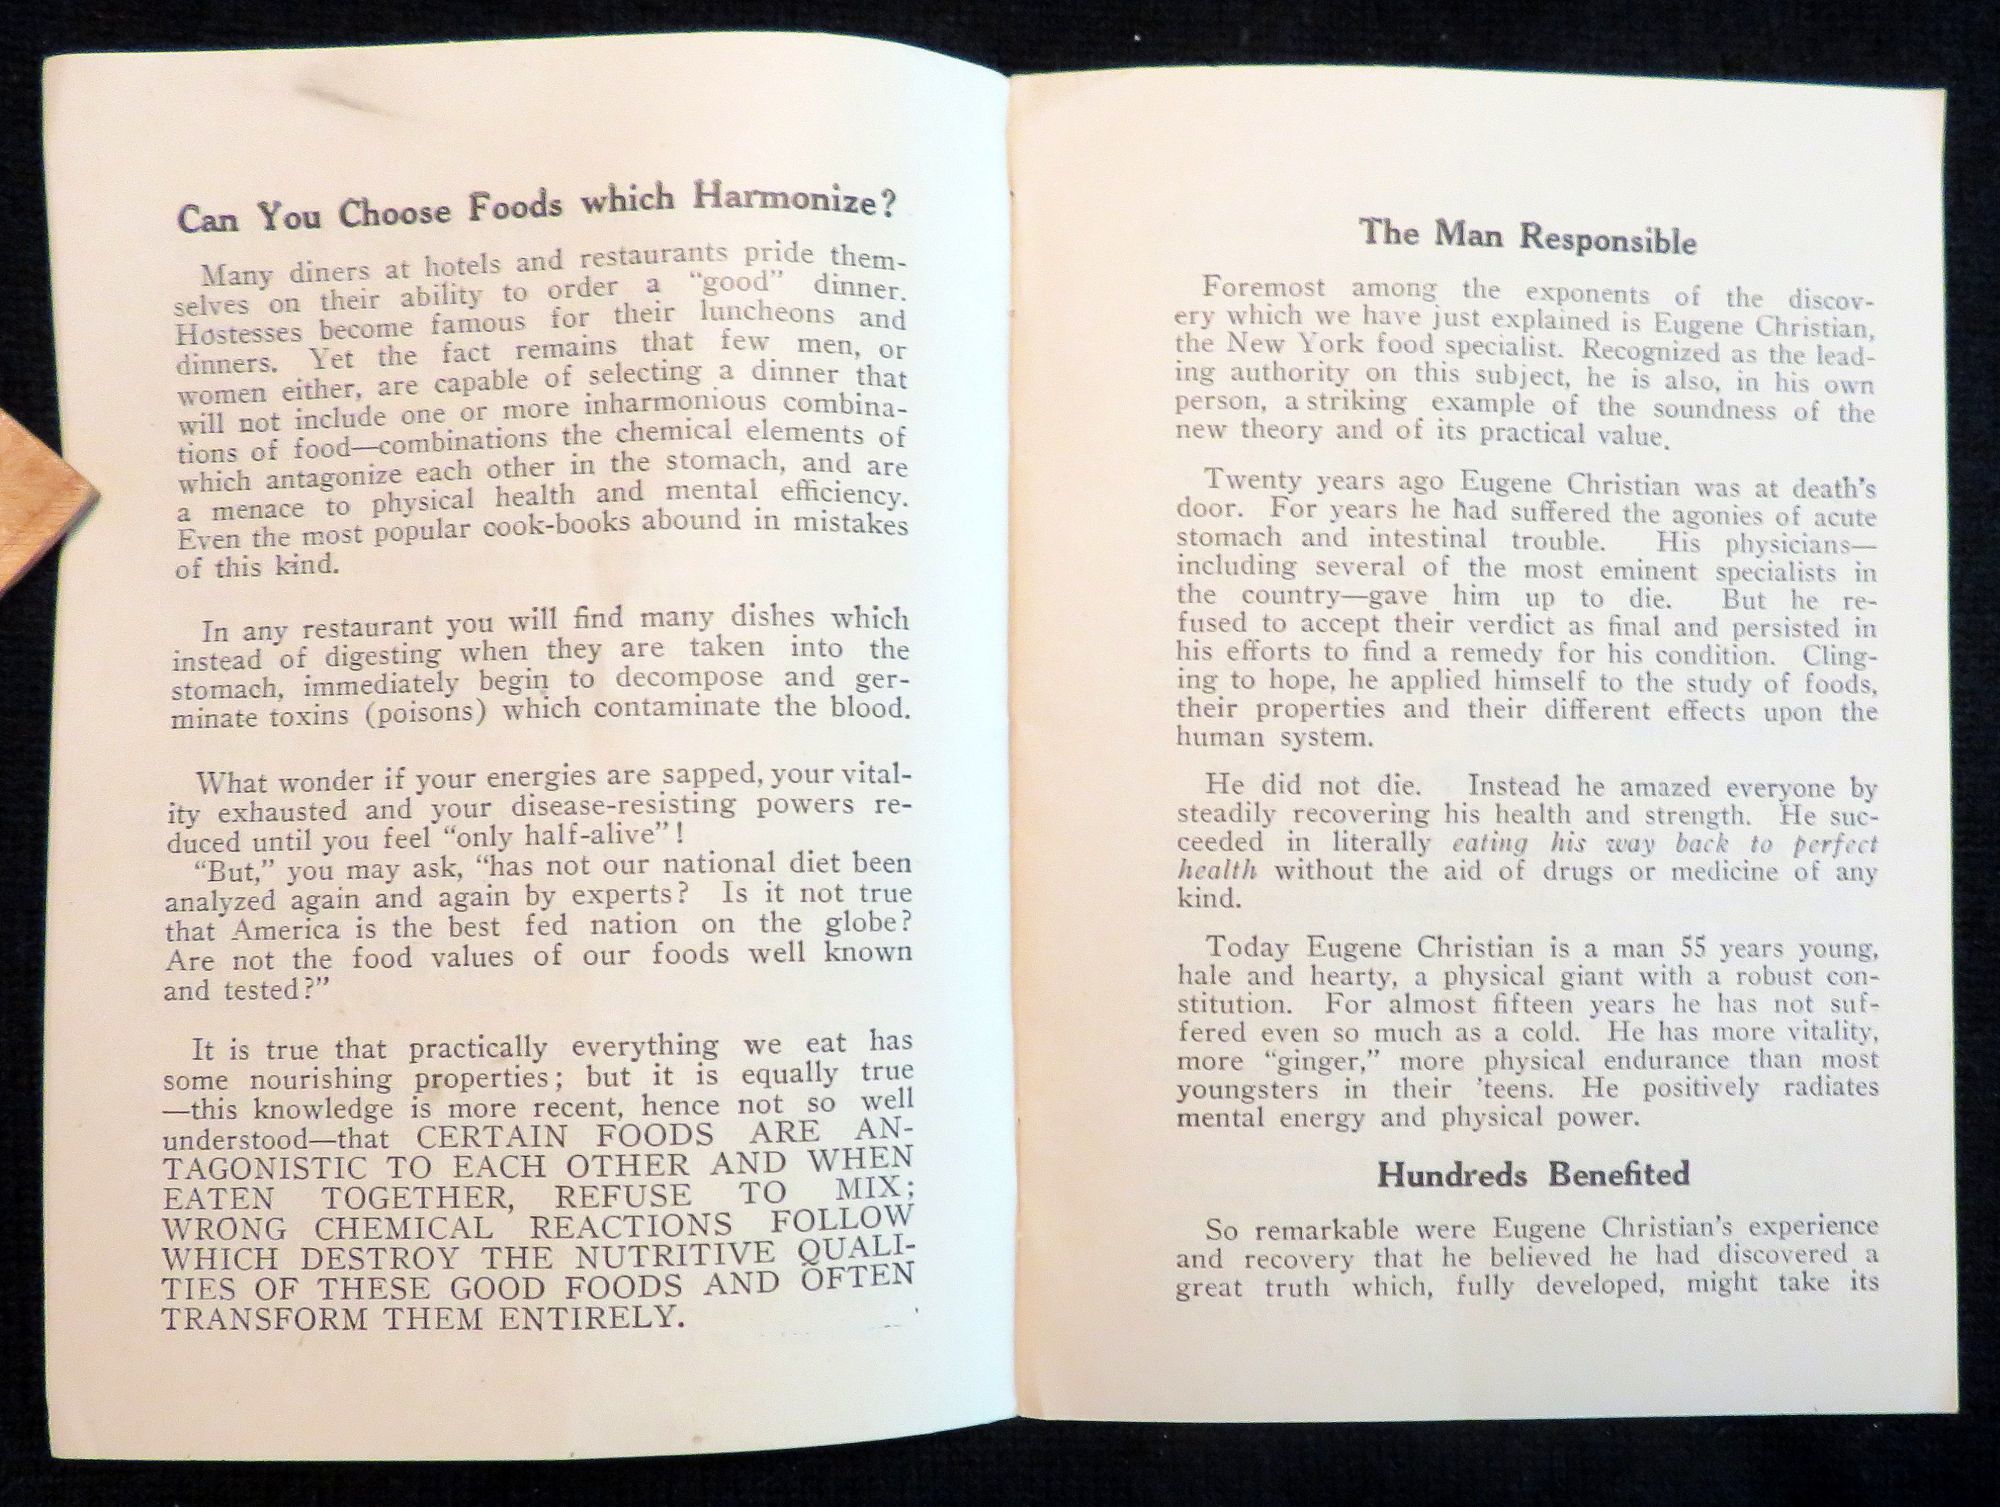 Can You Choose Foods which Harmonize?
Many diners at hotels and restaurants pride them-
selves on their ability to order a "good" dinner.
Hostesses become famous for their luncheons and
dinners. Yet the fact remains that few men, or
women either, are capable of selecting a dinner that
will not include one or more inharmonious combina-
tions of food—combinations the chemical elements of
which antagonize each other in the stomach, and are
a menace to physical health and mental efficiency.
Even the most popular cook-books abound in mistakes
of this kind.
In any restaurant you will find many dishes which
instead of digesting when they are taken into the
stomach, immediately begin to decompose and ger-
minate toxins (poisons) which contaminate the blood.
What wonder if your energies are sapped, your vital-
ity exhausted and your disease-resisting powers re-
duced until you feel "only half-alive"!
"But," you may ask, "has not our national diet been
analyzed again and again by experts? Is it not true
that America is the best fed nation on the globe?
Are not the food values of our foods well known
and tested?"
It is true that practically everything we eat has
some nourishing properties; but it is equally true
—this knowledge is more recent, hence not so well
understood—that CERTAIN FOODS ARE AN-
TAGONISTIC TO EACH OTHER AND WHEN
EATEN TOGETHER, REFUSE TO MIX;
WRONG CHEMICAL REACTIONS FOLLOW
WHICH DESTROY THE NUTRITIVE QUALI-
TIES OF THESE GOOD FOODS AND OFTEN
TRANSFORM THEM ENTIRELY.
The Man Responsible
Foremost among the exponents of the discov-
ery which we have just explained is Eugene Christian,
the New York food specialist. Recognized as the lead-
ing authority on this subject, he is also, in his own
person, a striking example of the soundness of the
new theory and of its practical value.
Twenty years ago Eugene Christian was at death's
door. For years he had suffered the agonies of acute
stomach and intestinal trouble. His physicians—
including several of the most eminent specialists in
the country—gave him up to die. But he re-
fused to accept their verdict as final and persisted in
his efforts to find a remedy for his condition. Cling-
ing to hope, he applied himself to the study of foods,
their properties and their different effects upon the
human system.
He did not die. Instead he amazed everyone by
steadily recovering his health and strength. He suc-
ceeded in literally eating his way back to perfect
health without the aid of drugs or medicine of any
kind.
Today Eugene Christian is a man 55 years young,
hale and hearty, a physical giant with a robust con-
stitution. For almost fifteen years he has not suf-
fered even so much as a cold. He has more vitality,
more "ginger," more physical endurance than most
youngsters in their 'teens. He positively radiates
mental energy and physical power.
Hundreds Benefited
So remarkable were Eugene Christian's experience
and recovery that he believed he had discovered a
great truth which, fully developed, might take its